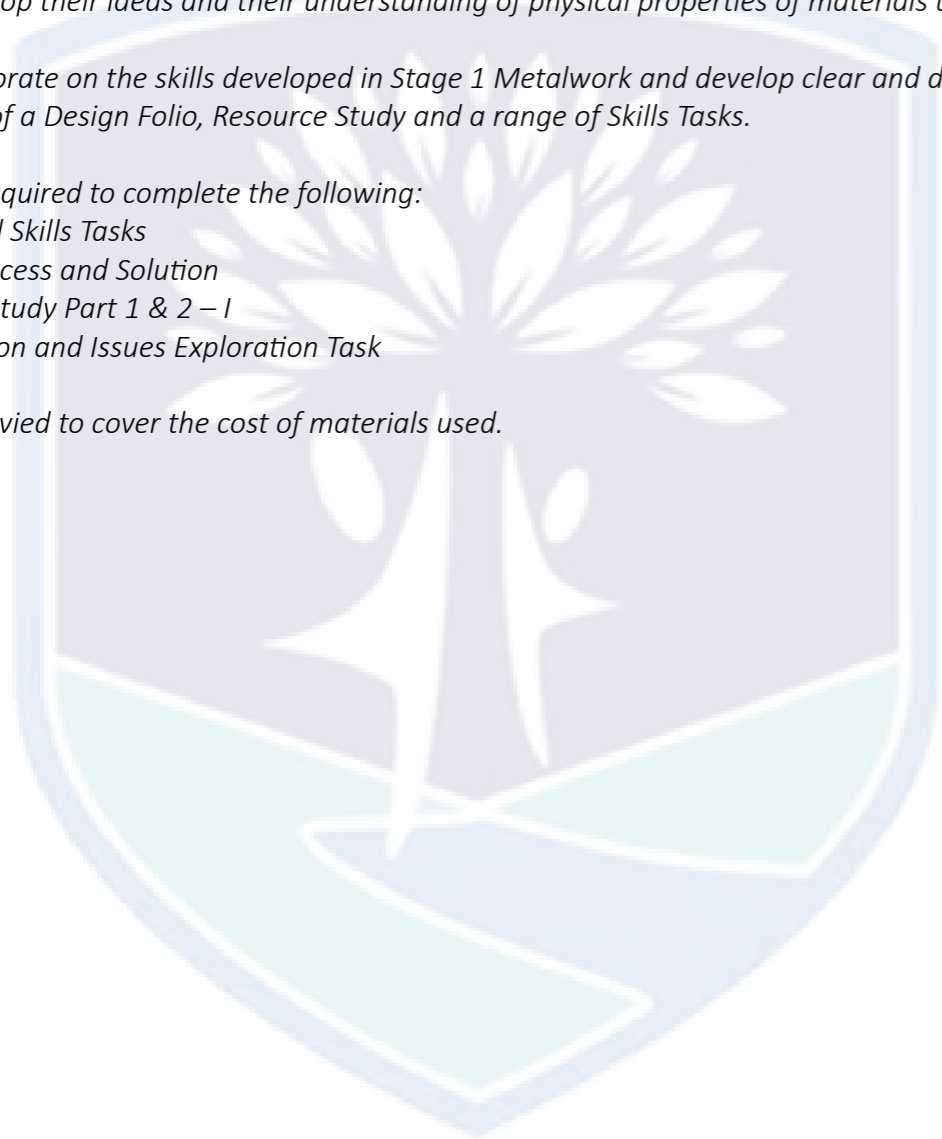 op their ideas and their understanding of physical properties of materials
orate on the skills developed in Stage 1 Metalwork and develop clear and d
of a Design Folio, Resource Study and a range of Skills Tasks.
quired to complete the following:
l Skills Tasks
cess and Solution
tudy Part 1 & 2 – I
on and Issues Exploration Task
vied to cover the cost of materials used.